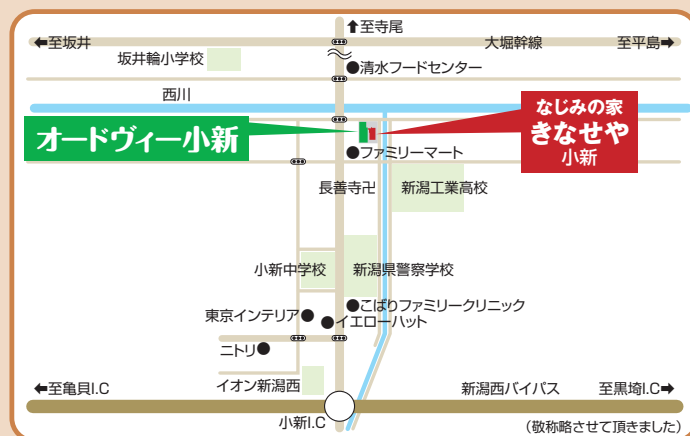 ⬆至寺尾
⬅至坂井
大堀幹線
至平島➡
坂井輪小学校
●清水フードセンター
西川
オードヴィー小新
なじみの家
きなせや
小新
●ファミリーマート
長善寺卍
新潟工業高校
小新中学校
新潟県警察学校
●こばりファミリークリニック
東京インテリア●
●イエローハット
ニトリ●
⬅至亀貝I.C
イオン新潟西
新潟西バイパス
至黒埼I.C➡
小新I.C
（敬称略させて頂きました）